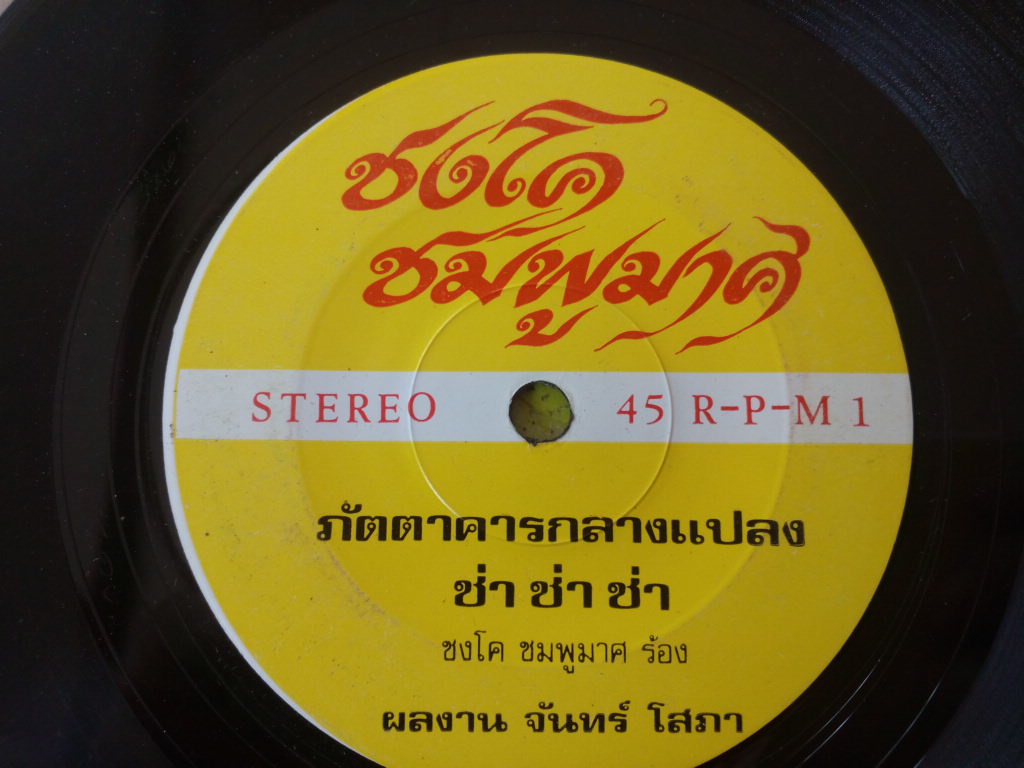 ชงโค
ชมพูมาศ
STEREO 45 R-P-M 1
ภัตตาคารกลางแปลง
ช่า ช่า ช่า
ชงโค ชมพูมาศ ร้อง
ผลงาน จันทร์ โสภา